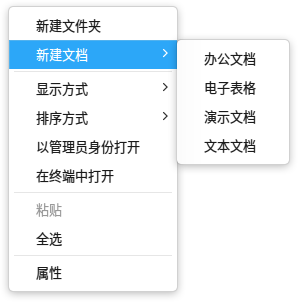 新建文件夹
新建文档
显示方式
排序方式
以管理员身份打开
在终端中打开
粘贴
全选
属性
办公文档
电子表格
演示文档
文本文档